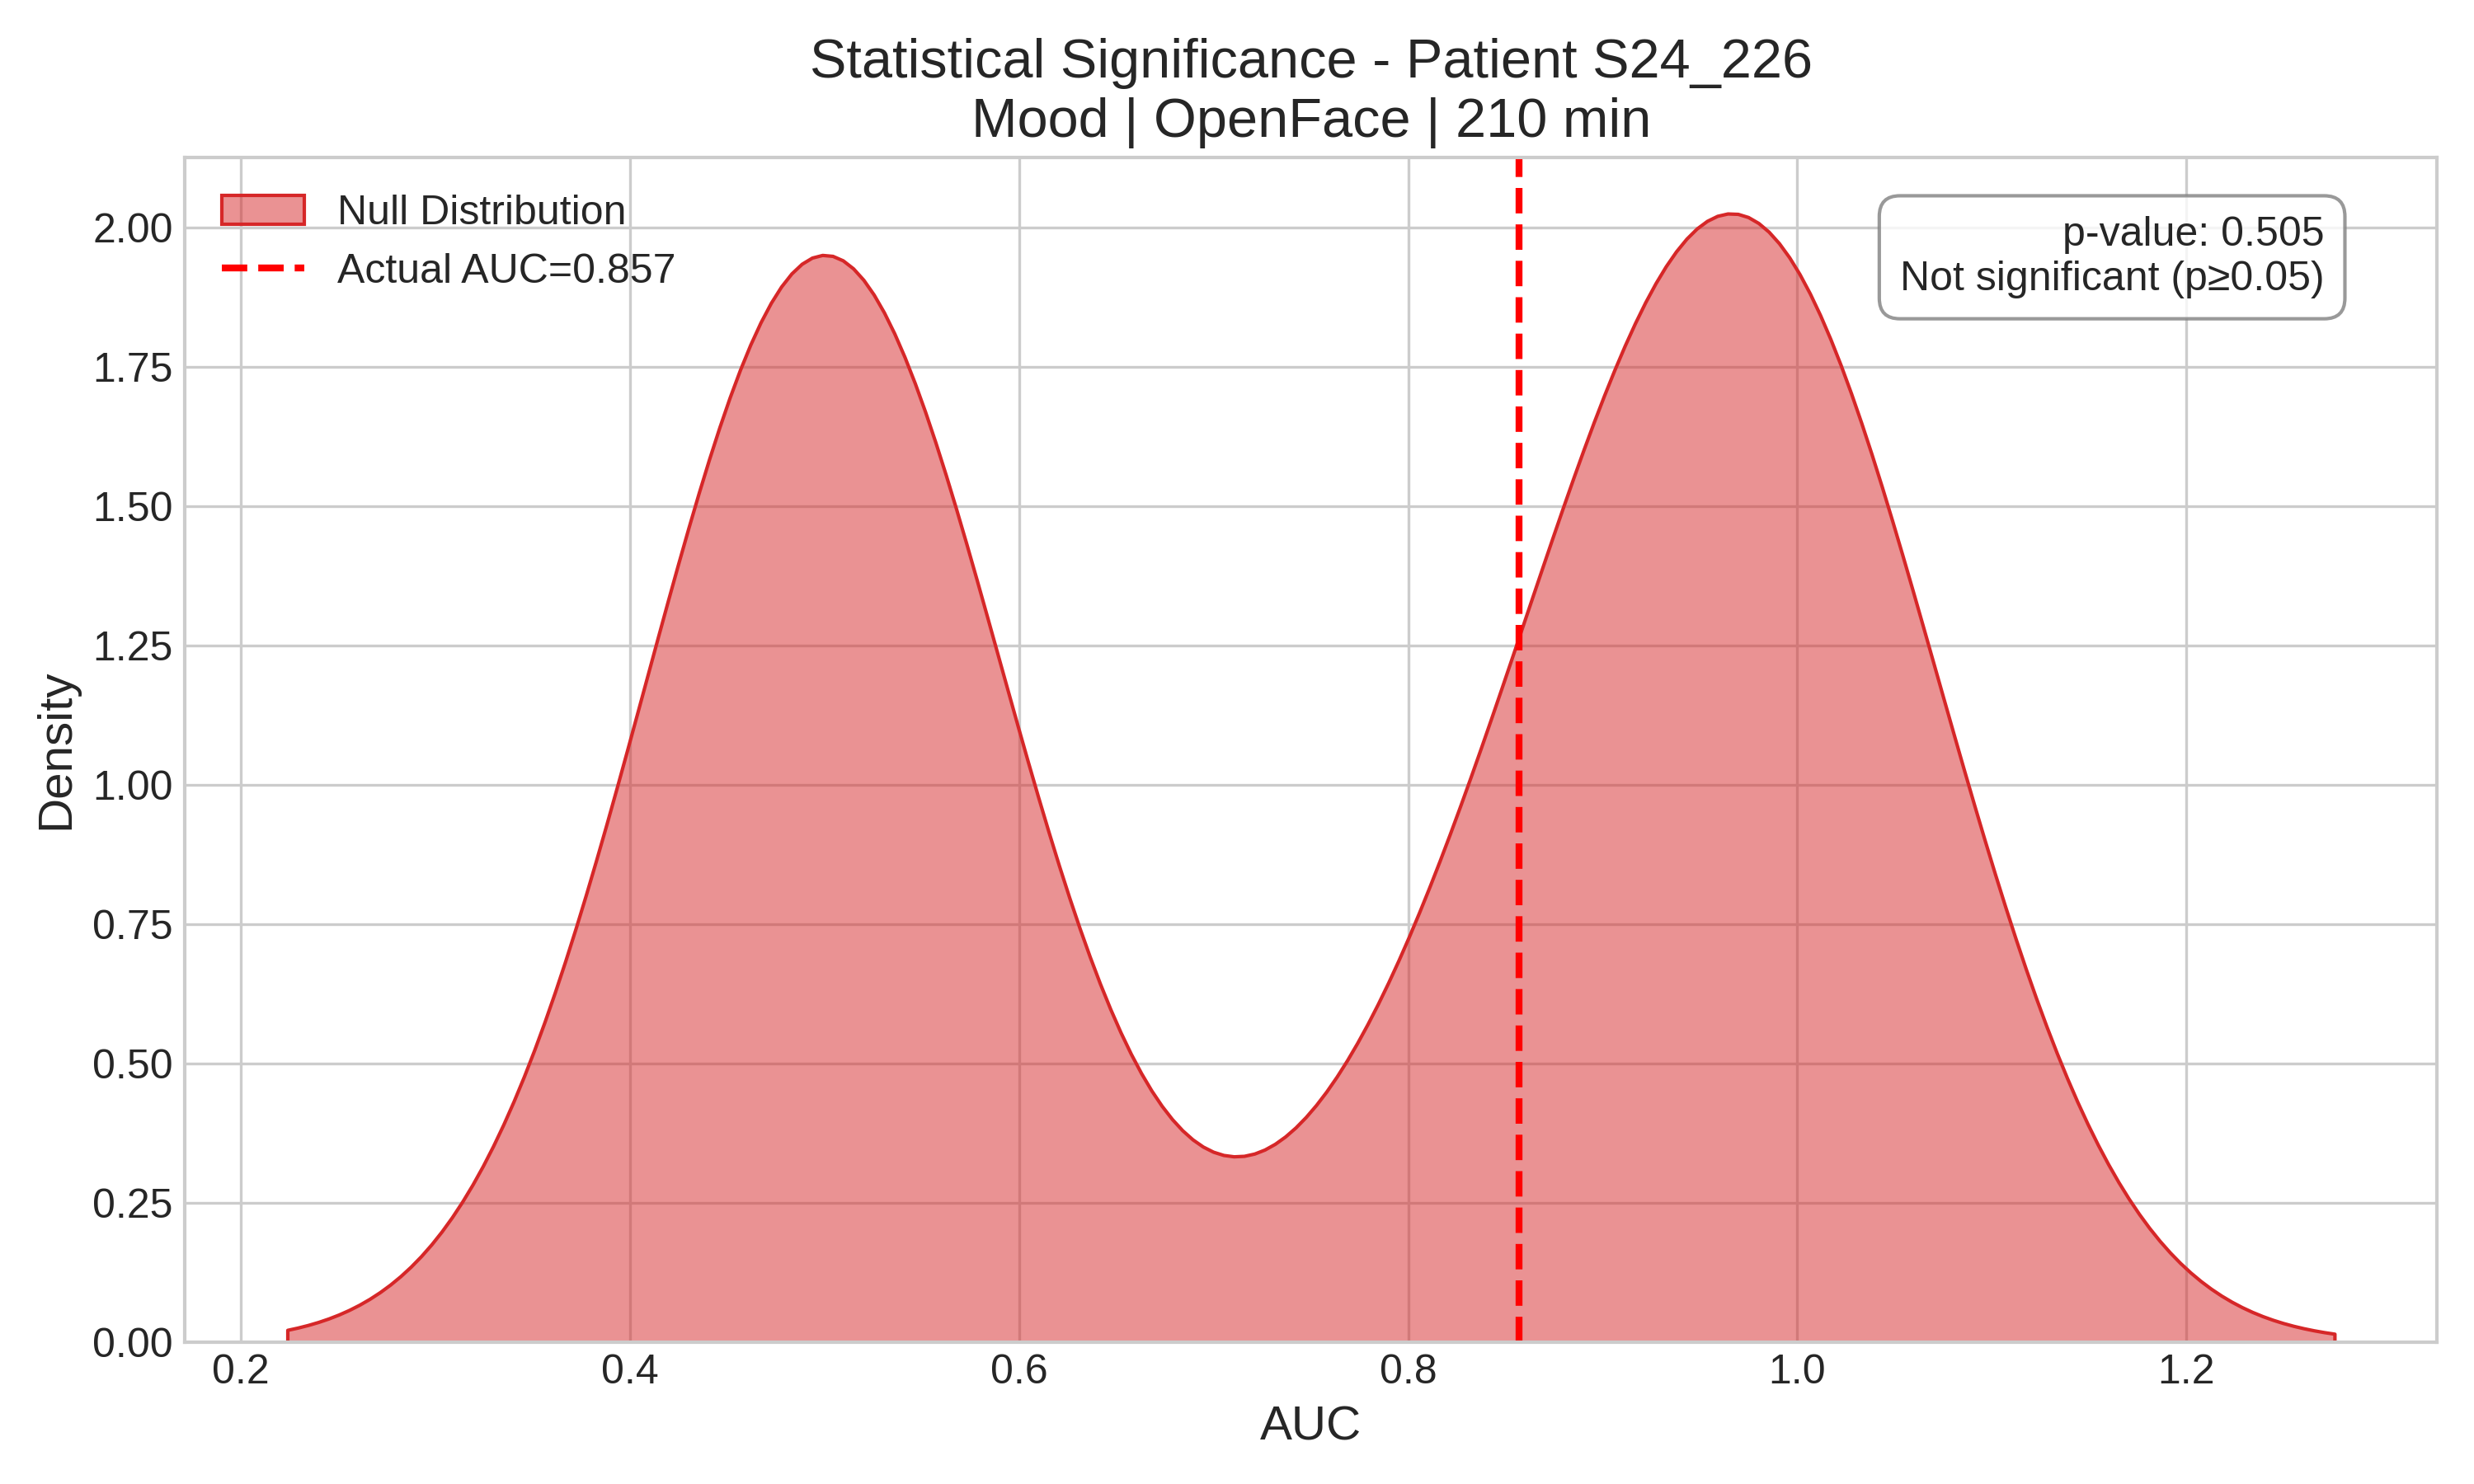 Statistical Significance - Patient S24_226
Mood | OpenFace | 210 min
Null Distribution
Actual AUC=0.857
p-value: 0.505
Not significant (p≥0.05)
Density
2.00
1.75
1.50
1.25
1.00
0.75
0.50
0.25
0.00
0.2
0.4
0.6
0.8
1.0
1.2
AUC